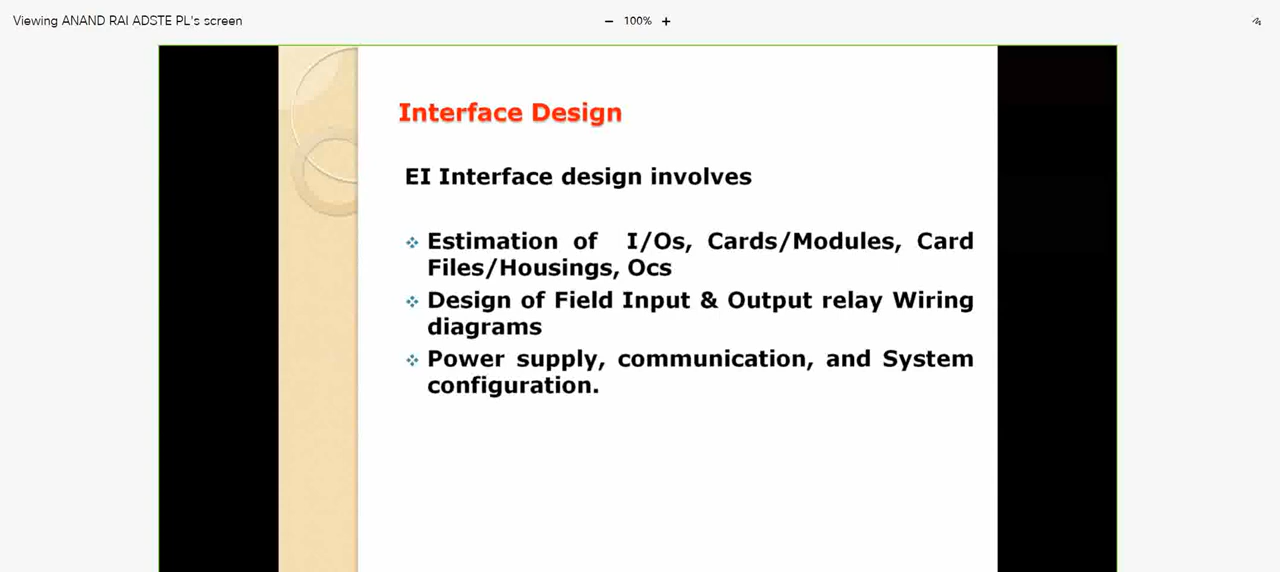 Viewing ANAND RAI ADSTE PL's screen
− 100% +
Interface Design
EI Interface design involves
Estimation of I/Os, Cards/Modules, Card
Files/Housings, Ocs
Design of Field Input & Output relay Wiring
diagrams
Power supply, communication, and System
configuration.